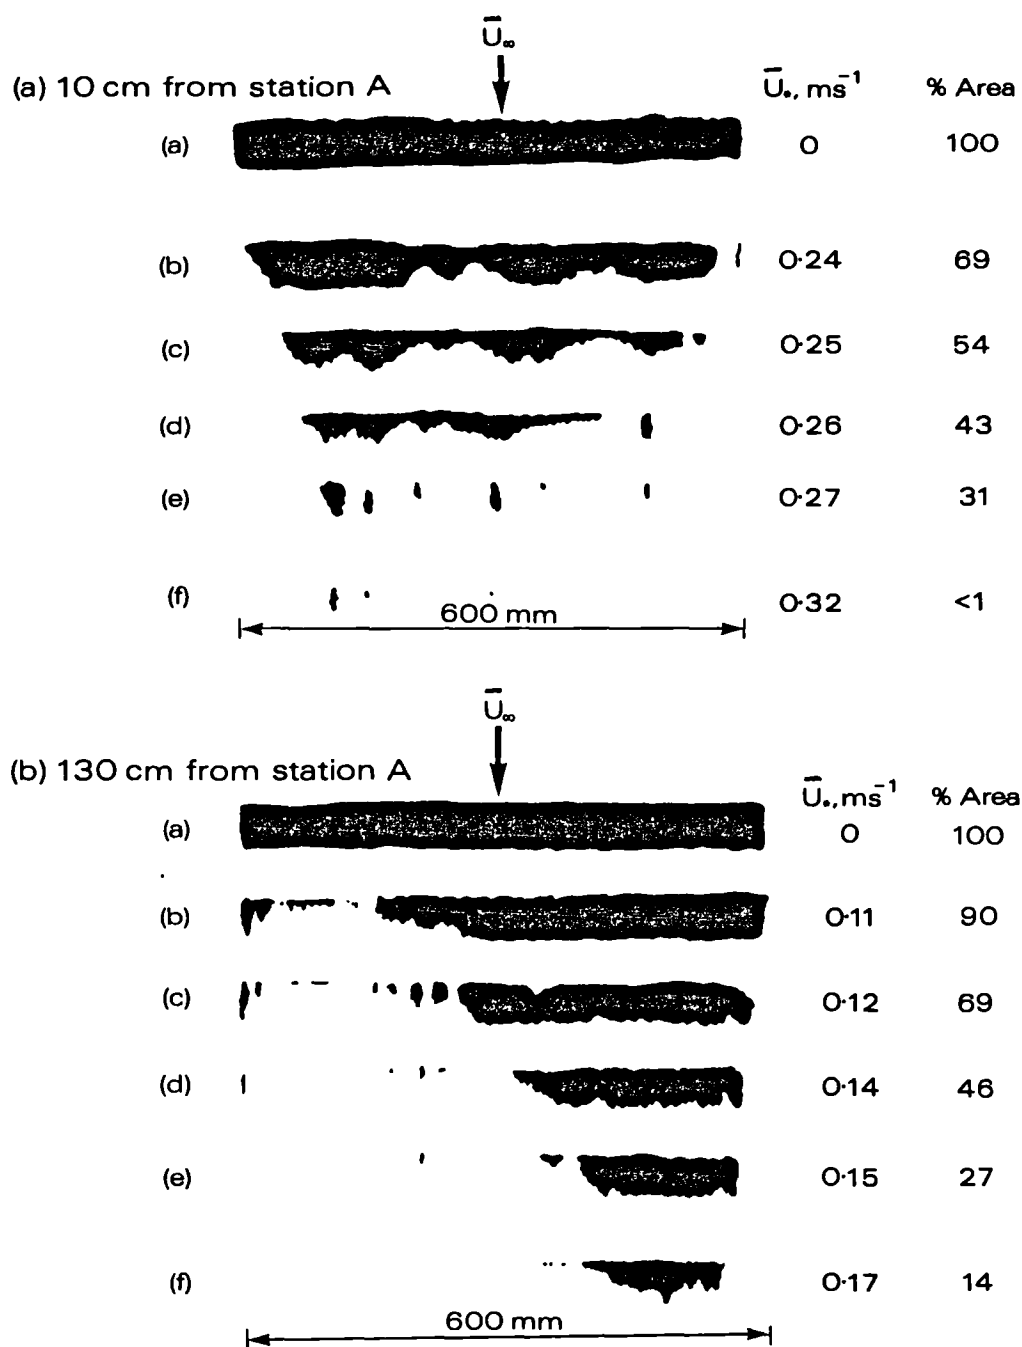 Ū∞
(a) 10 cm from station A Ū*, ms⁻¹ % Area
(a) 0 100
(b) 0·24 69
(c) 0·25 54
(d) 0·26 43
(e) 0·27 31
(f) 0·32 <1
600 mm
Ū∞
(b) 130 cm from station A
Ū*, ms⁻¹ % Area
(a) 0 100
(b) 0·11 90
(c) 0·12 69
(d) 0·14 46
(e) 0·15 27
(f) 0·17 14
600 mm